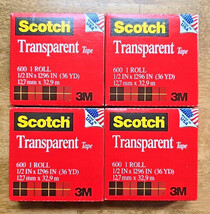 Scotch
Transparent Tape
600 1 ROLL
1/2 IN x 1296 IN (36 YD)
12.7 mm x 32.9 m
3M
Scotch
Transparent Tape
600 1 ROLL
1/2 IN x 1296 IN (36 YD)
12.7 mm x 32.9 m
3M
Scotch
Transparent Tape
600 1 ROLL
1/2 IN x 1296 IN (36 YD)
12.7 mm x 32.9 m
3M
Scotch
Transparent Tape
600 1 ROLL
1/2 IN x 1296 IN (36 YD)
12.7 mm x 32.9 m
3M